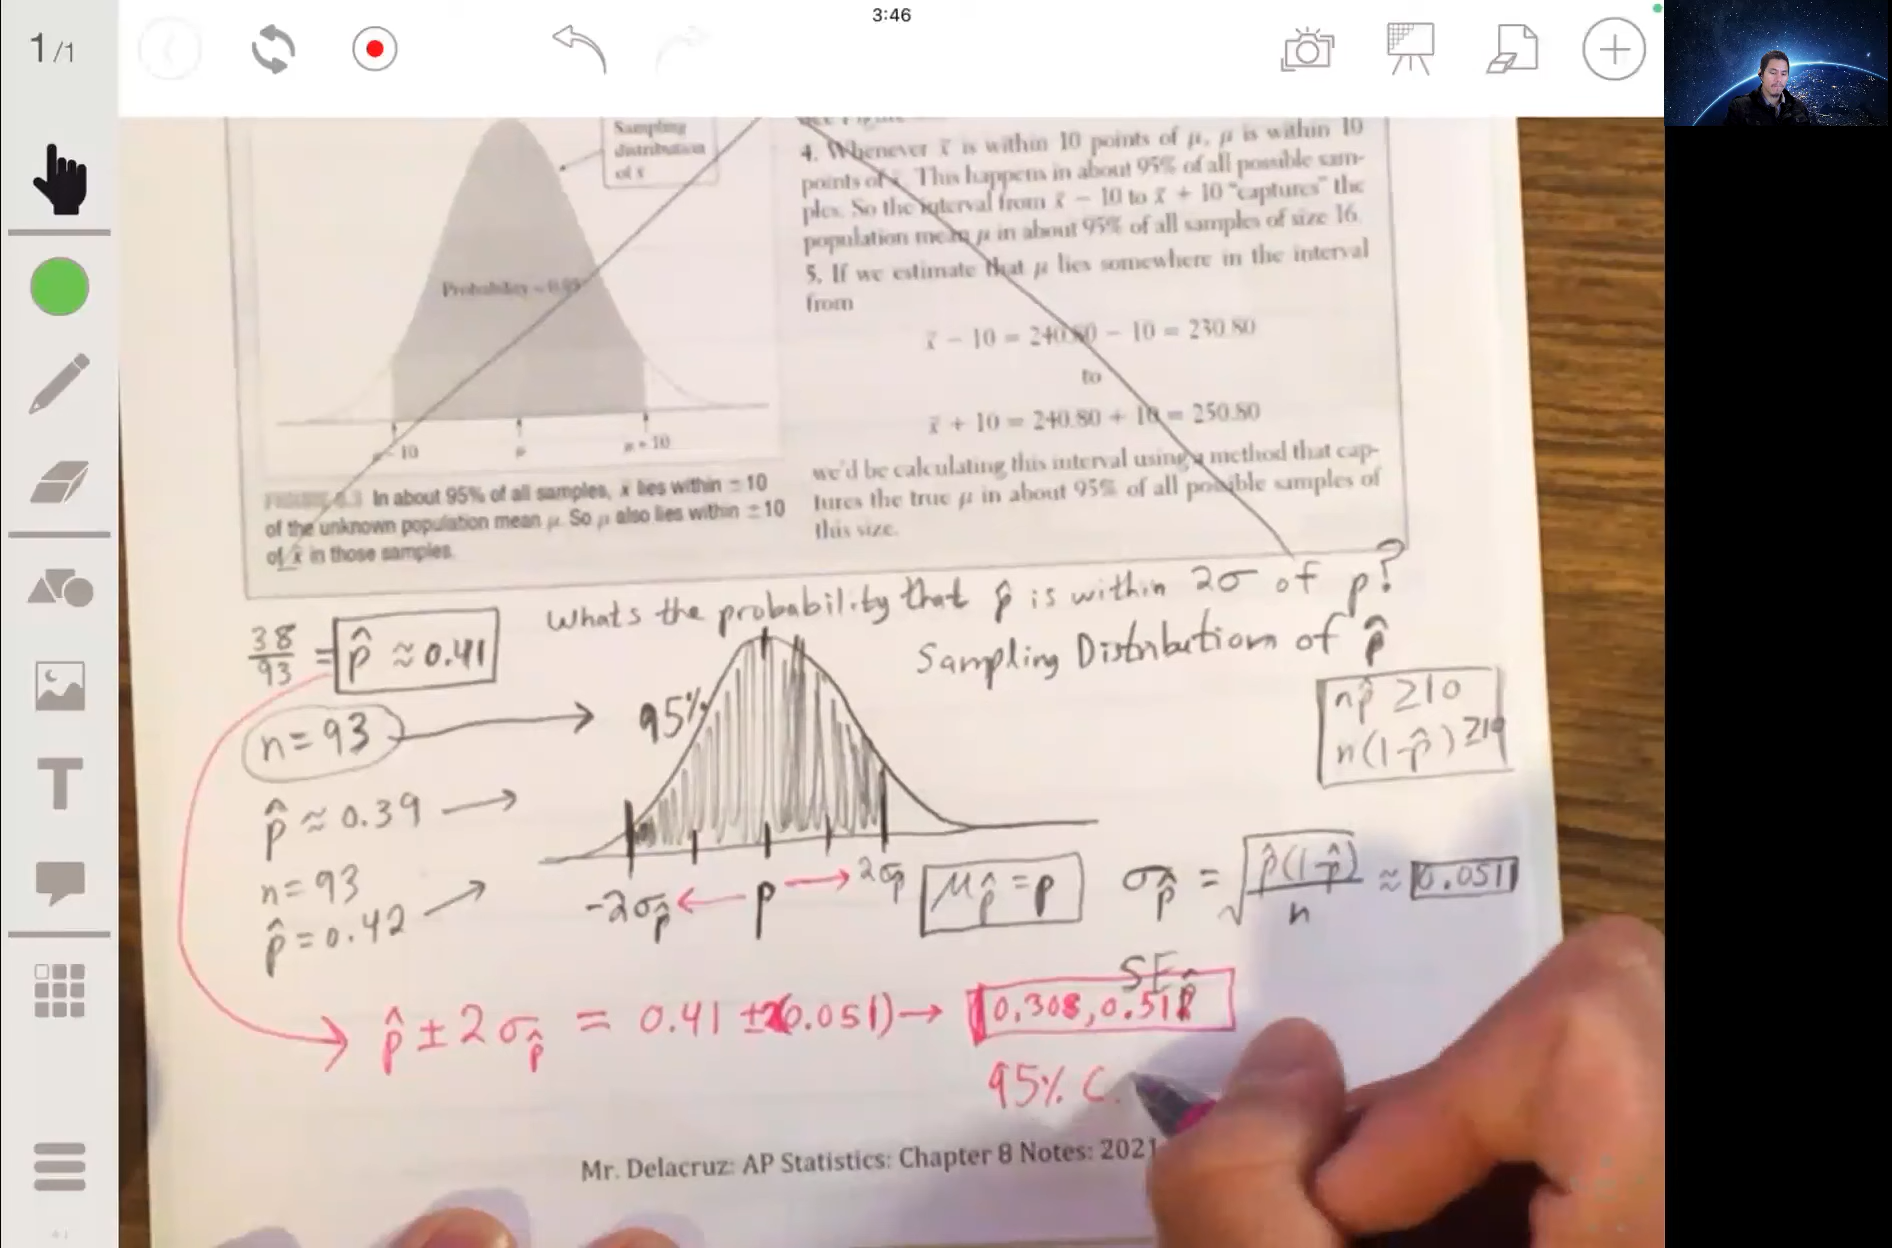 3:46
1/1
Sampling
distribution
of x̄
Probability = 0.95
10
μ
μ + 10
In about 95% of all samples, x̄ lies within ±10
of the unknown population mean μ. So μ also lies within ±10
of x̄ in those samples.
4. Whenever x̄ is within 10 points of μ, μ is within 10
points of x̄. This happens in about 95% of all possible sam-
ples. So the interval from x̄ − 10 to x̄ + 10 "captures" the
population mean μ in about 95% of all samples of size 16.
5. If we estimate that μ lies somewhere in the interval
from
x̄ − 10 = 240.80 − 10 = 230.80
to
x̄ + 10 = 240.80 + 10 = 250.80
we'd be calculating this interval using a method that cap-
tures the true μ in about 95% of all possible samples of
this size.
Whats the probability that p̂ is within 2σ of p?
Sampling Distributiom of p̂
38/93 = p̂ ≈ 0.41
n = 93
95%
np̂ ≥ 10
n(1-p̂) ≥ 10
p̂ ≈ 0.39
n = 93
p̂ = 0.42
-2σp̂ ← p → 2σp̂
μp̂ = p
σp̂ = √(p̂(1-p̂)/n) ≈ 0.051
SEp̂
p̂ ± 2σp̂ = 0.41 ± 2(0.051) → (0.308, 0.512
95% C.
Mr. Delacruz: AP Statistics: Chapter 8 Notes: 2021
T